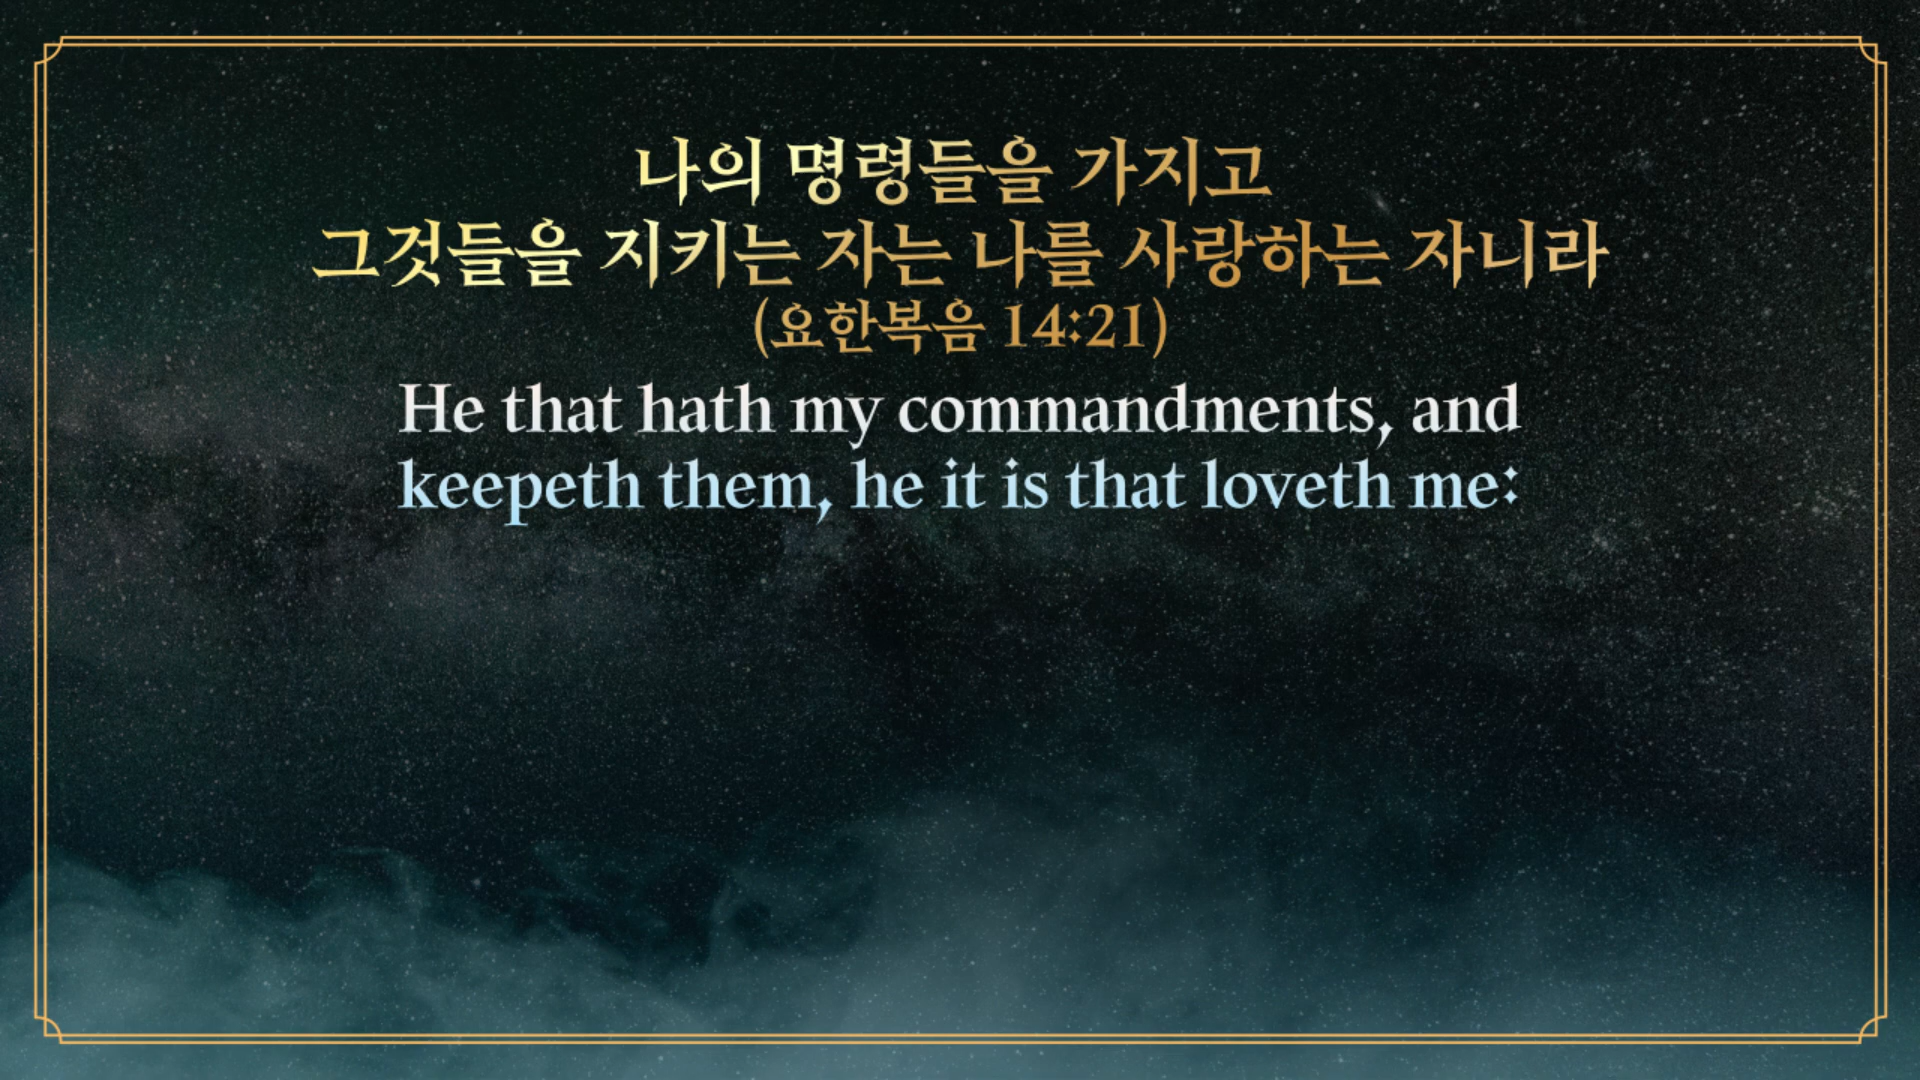 나의 명령들을 가지고
그것들을 지키는 자는 나를 사랑하는 자니라
(요한복음 14:21)
He that hath my commandments, and
keepeth them, he it is that loveth me: